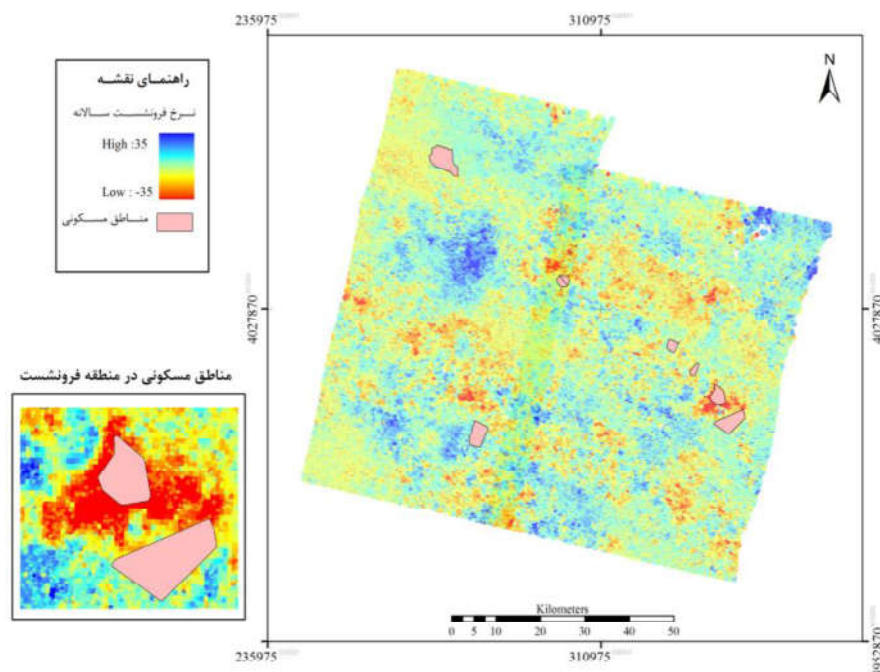 235975
310975
راهنمای نقشه
نرخ فرونشست سالانه
High :35
Low : -35
مناطق مسکونی
N
4027870
4027870
مناطق مسکونی در منطقه فرونشست
Kilometers
0 5 10 20 30 40 50
235975
310975